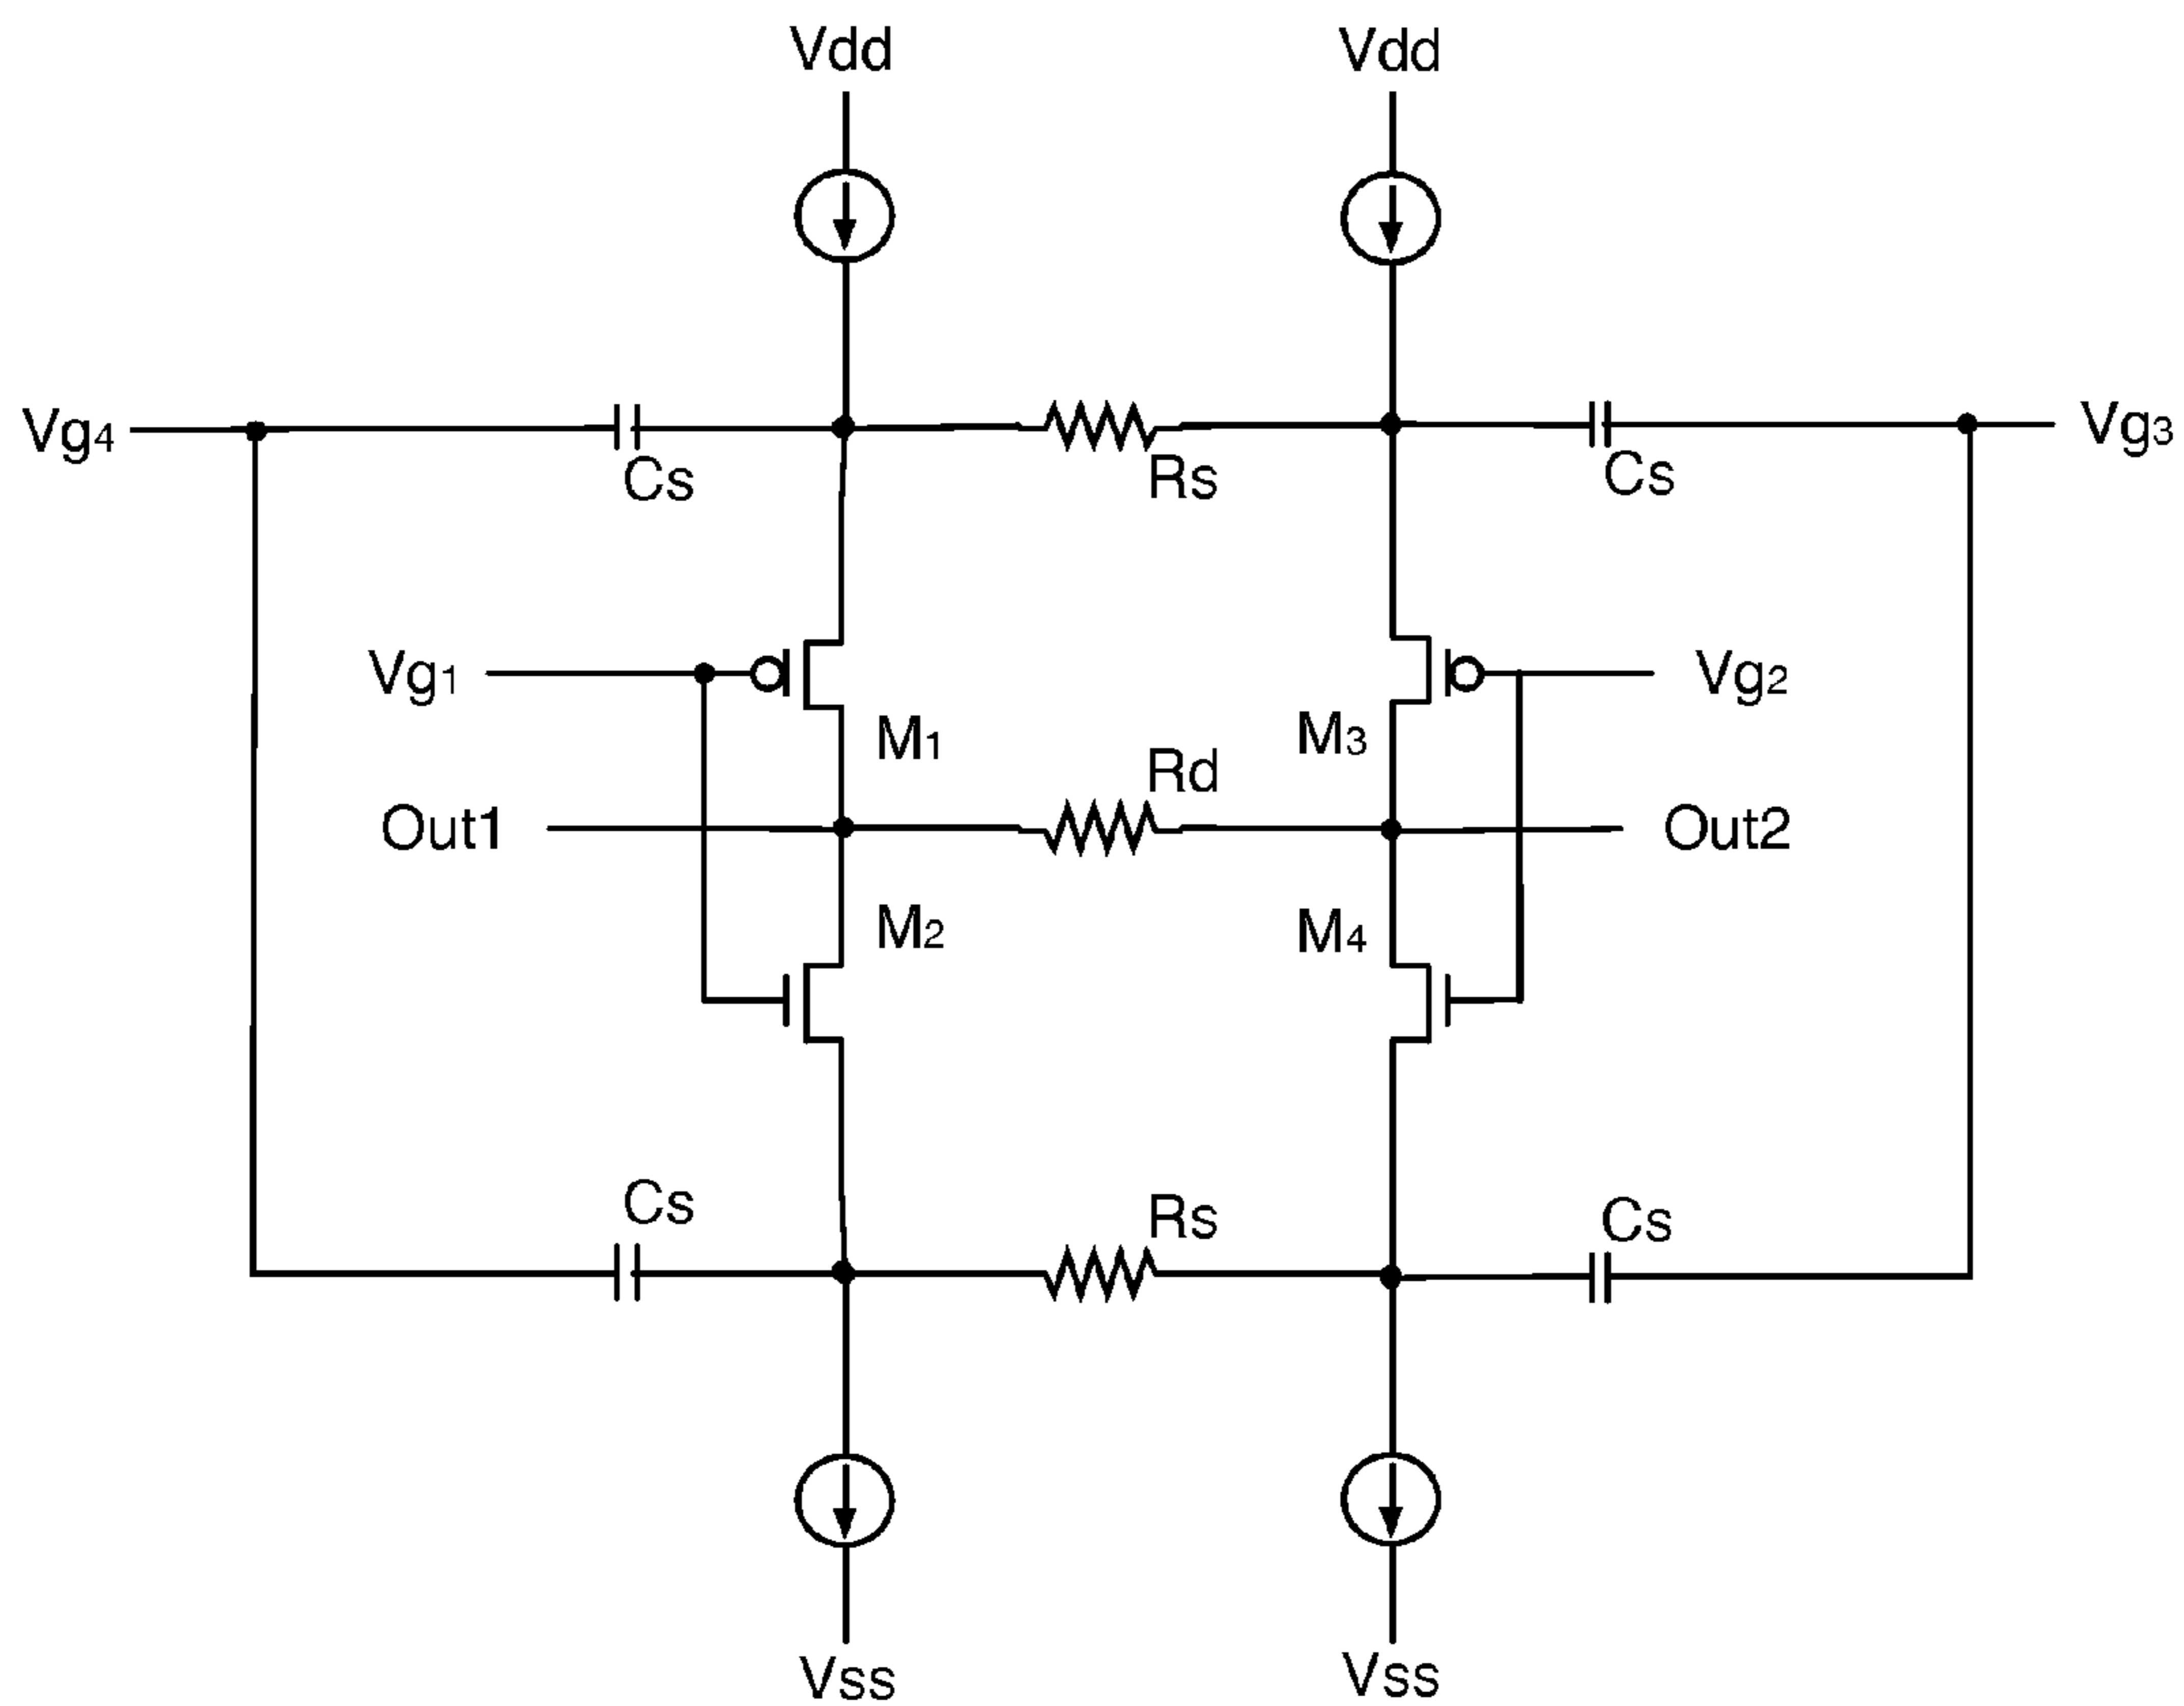 Vdd Vdd
Vg4 Cs Rs Cs Vg3
Vg1 Vg2
M1 M3
Rd
Out1 Out2
M2 M4
Cs Rs Cs
Vss Vss